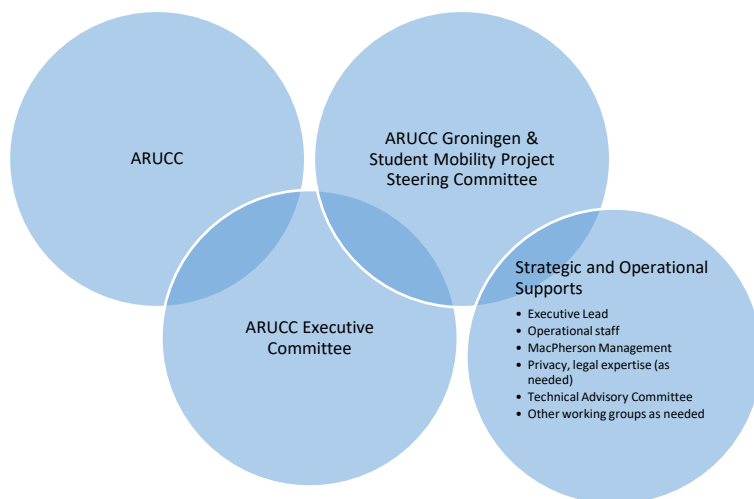 ARUCC
ARUCC Groningen &
Student Mobility Project
Steering Committee
ARUCC Executive
Committee
Strategic and Operational
Supports
• Executive Lead
• Operational staff
• MacPherson Management
• Privacy, legal expertise (as
needed)
• Technical Advisory Committee
• Other working groups as needed